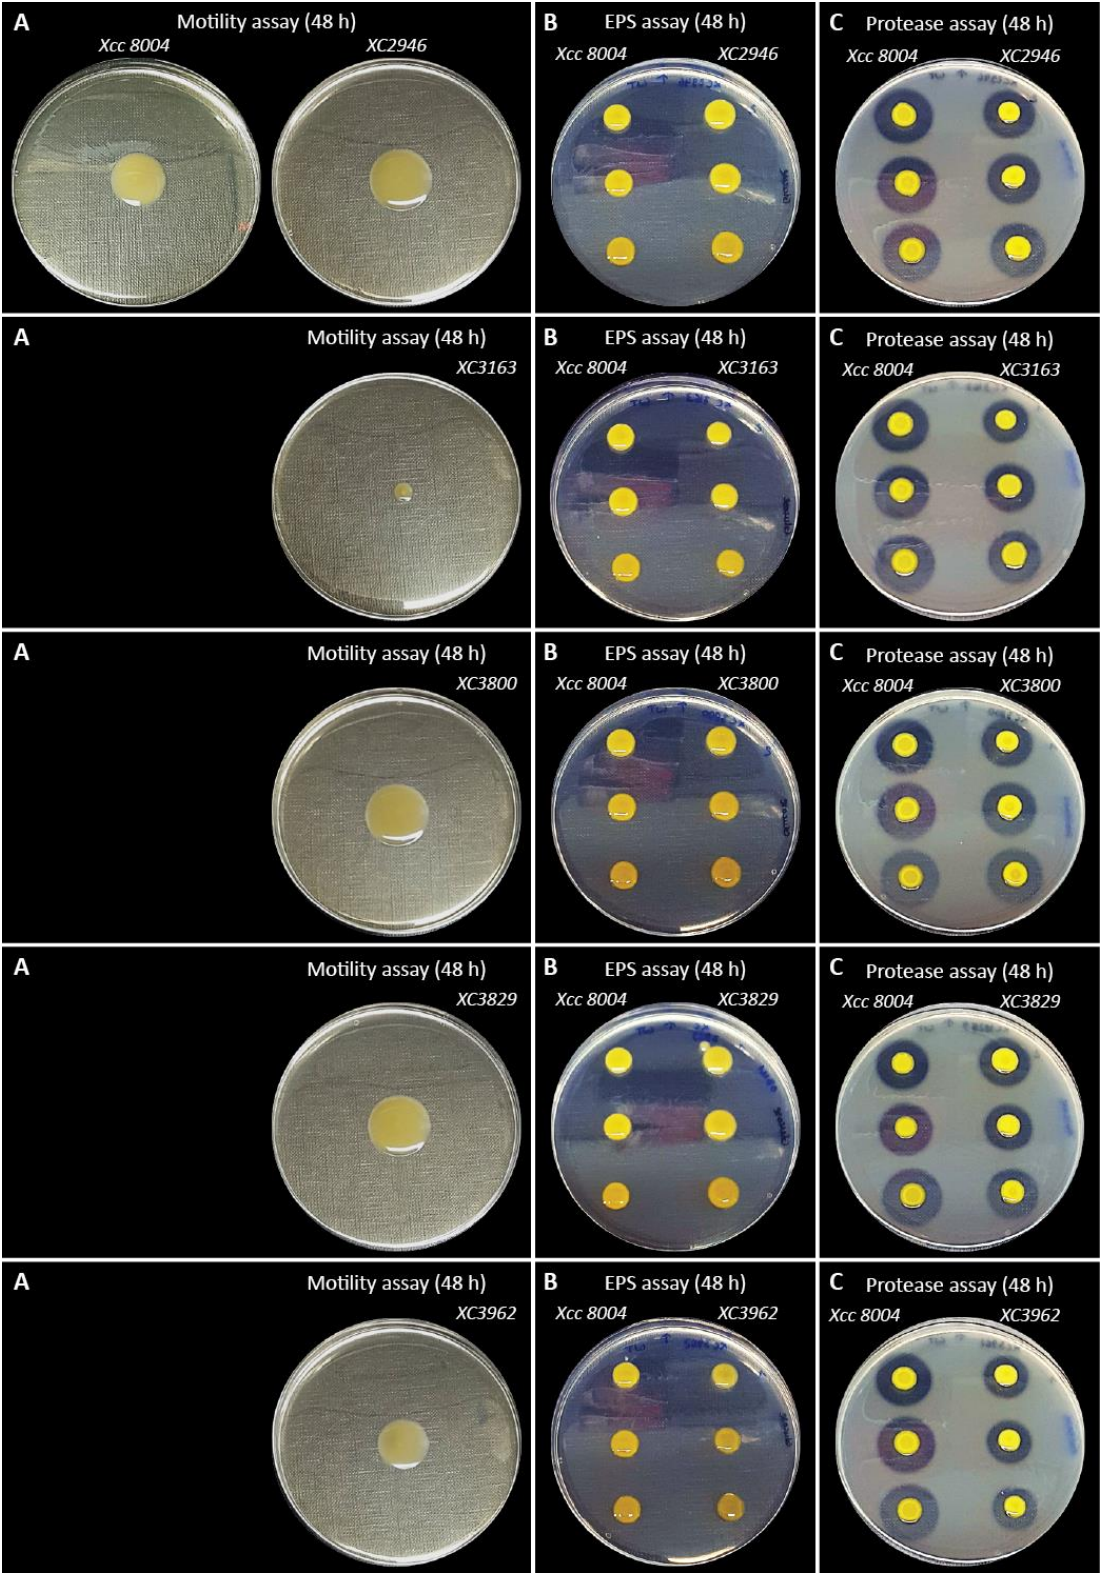 A Motility assay (48 h)
Xcc 8004 XC2946
B EPS assay (48 h)
Xcc 8004 XC2946
C Protease assay (48 h)
Xcc 8004 XC2946
A Motility assay (48 h)
XC3163
B EPS assay (48 h)
Xcc 8004 XC3163
C Protease assay (48 h)
Xcc 8004 XC3163
A Motility assay (48 h)
XC3800
B EPS assay (48 h)
Xcc 8004 XC3800
C Protease assay (48 h)
Xcc 8004 XC3800
A Motility assay (48 h)
XC3829
B EPS assay (48 h)
Xcc 8004 XC3829
C Protease assay (48 h)
Xcc 8004 XC3829
A Motility assay (48 h)
XC3962
B EPS assay (48 h)
Xcc 8004 XC3962
C Protease assay (48 h)
Xcc 8004 XC3962